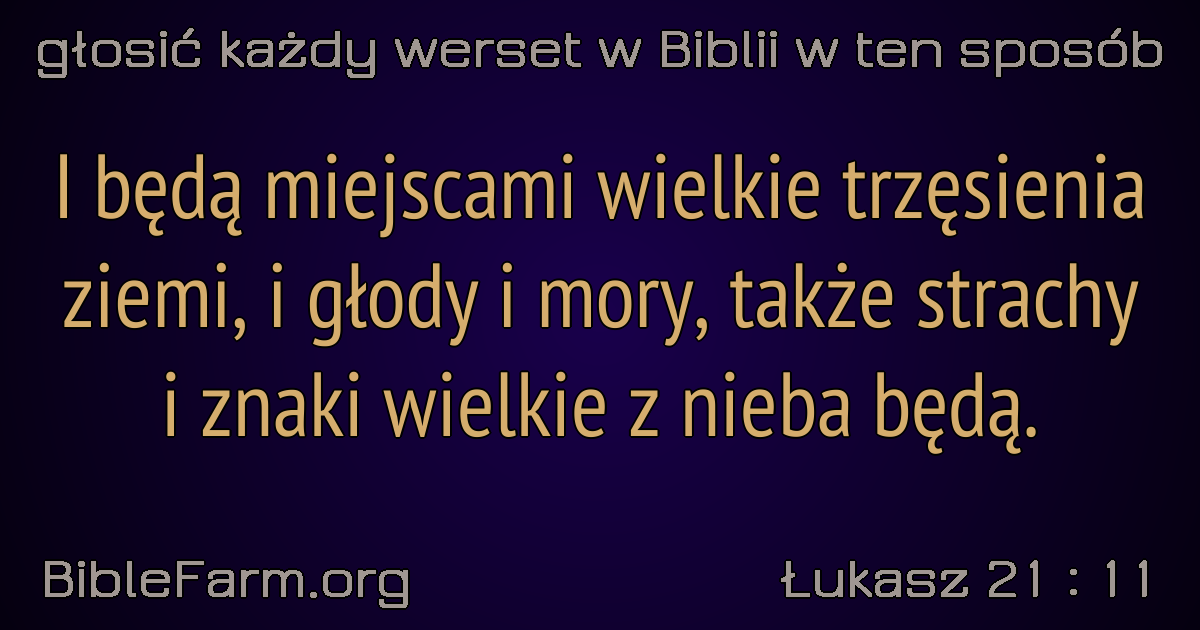 głosić każdy werset w Biblii w ten sposób
I będą miejscami wielkie trzęsienia
ziemi, i głody i mory, także strachy
i znaki wielkie z nieba będą.
BibleFarm.org
Łukasz 21 : 11